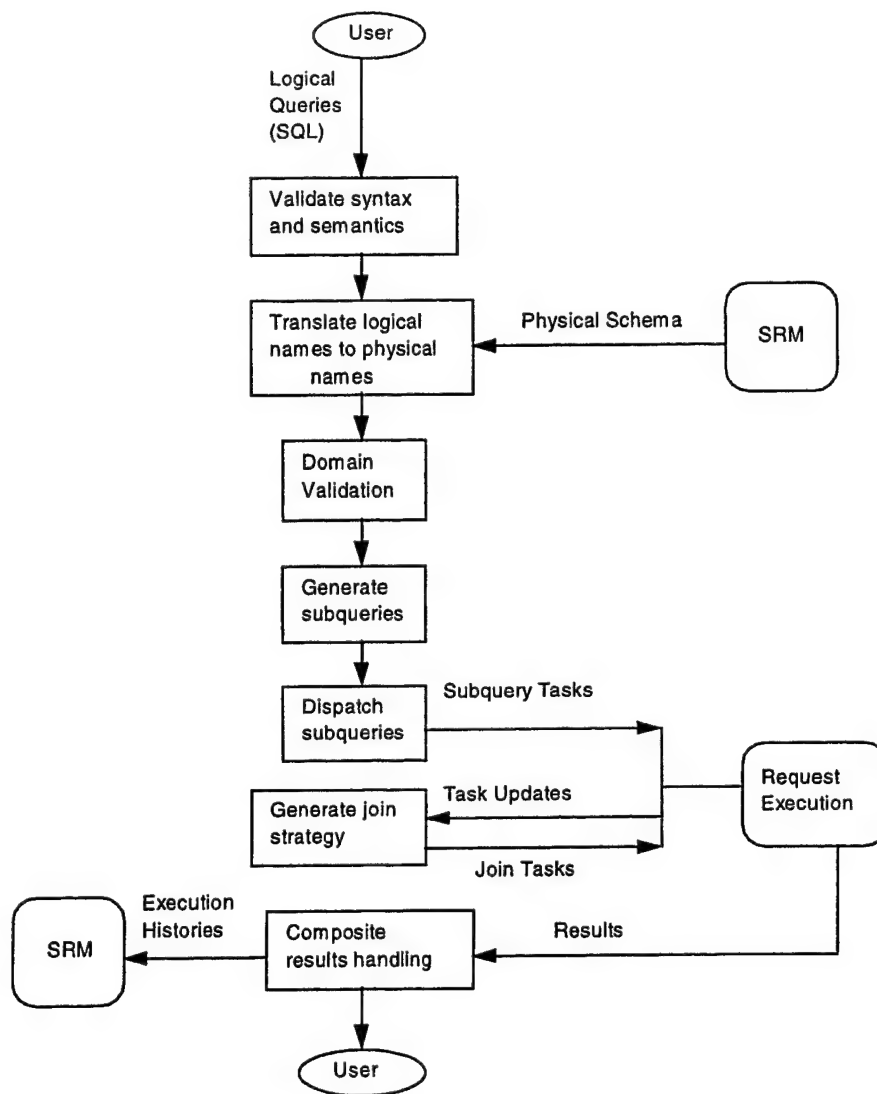 User
Logical
Queries
(SQL)
Validate syntax
and semantics
Translate logical
names to physical
names
Physical Schema
SRM
Domain
Validation
Generate
subqueries
Dispatch
subqueries
Subquery Tasks
Request
Execution
Task Updates
Generate join
strategy
Join Tasks
Execution
Histories
SRM
Composite
results handling
Results
User